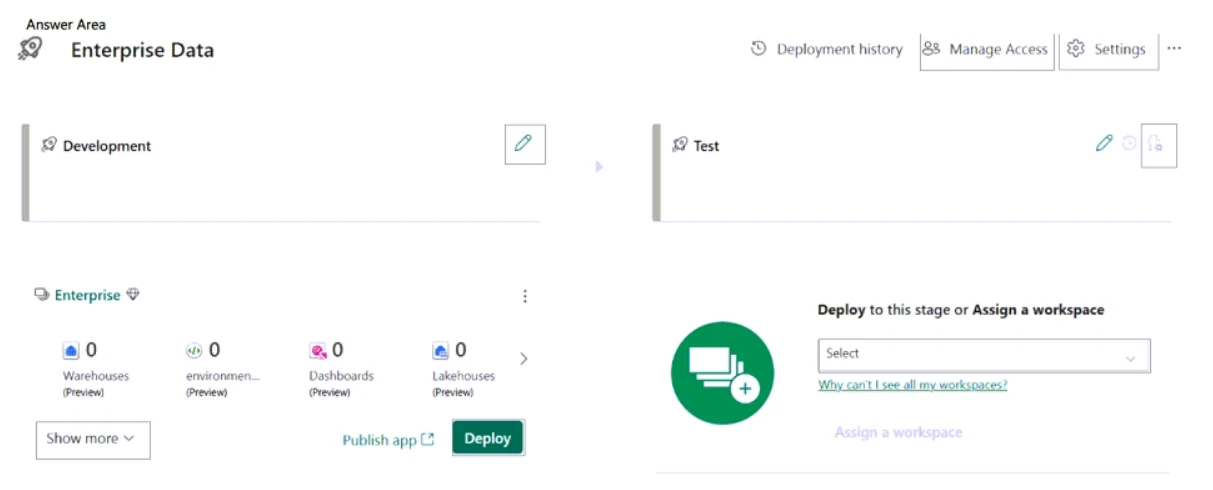 Answer Area
Enterprise Data
Deployment history
Manage Access
Settings
Development
Test
Enterprise
0
0
0
0
Warehouses
environmen...
Dashboards
Lakehouses
(Preview)
(Preview)
(Preview)
(Preview)
Show more
Publish app
Deploy
Deploy to this stage or Assign a workspace
Select
Why can't I see all my workspaces?
Assign a workspace